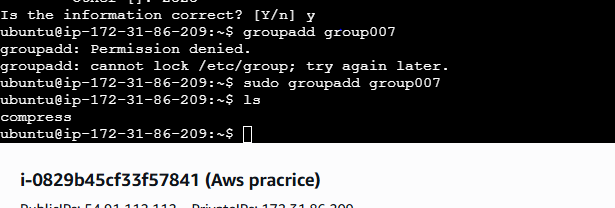 Is the information correct? [Y/n] y
ubuntu@ip-172-31-86-209:~$ groupadd group007
groupadd: Permission denied.
groupadd: cannot lock /etc/group; try again later.
ubuntu@ip-172-31-86-209:~$ sudo groupadd group007
ubuntu@ip-172-31-86-209:~$ ls
compress
ubuntu@ip-172-31-86-209:~$
i-0829b45cf33f57841 (Aws pracrice)